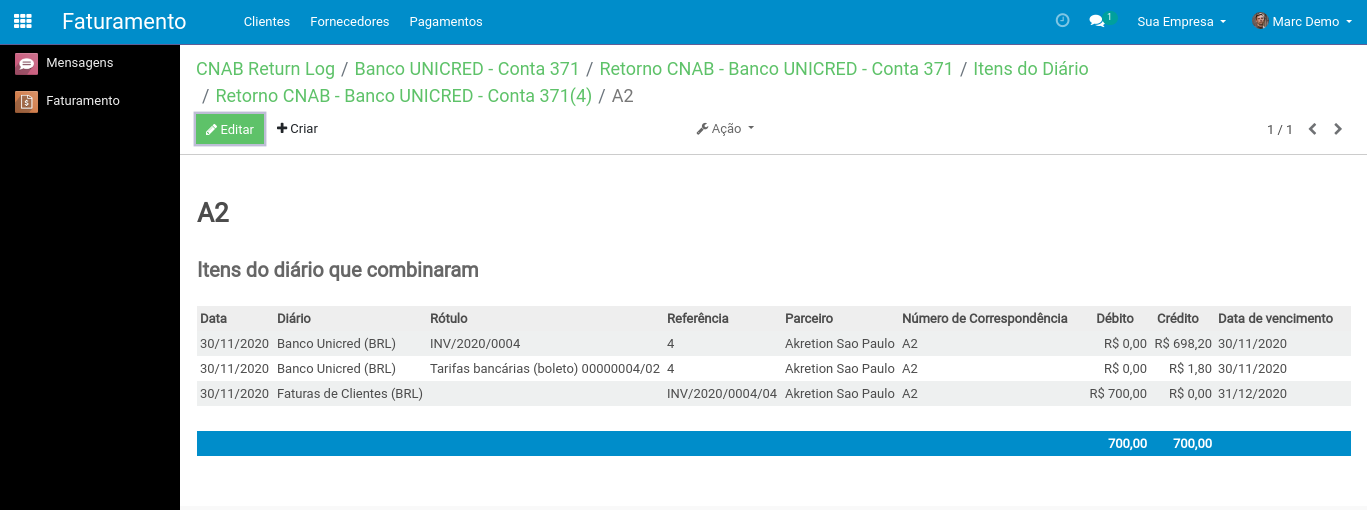 Faturamento Clientes Fornecedores Pagamentos 1 Sua Empresa Marc Demo
Mensagens
Faturamento
CNAB Return Log / Banco UNICRED - Conta 371 / Retorno CNAB - Banco UNICRED - Conta 371 / Itens do Diário
/ Retorno CNAB - Banco UNICRED - Conta 371(4) / A2
Editar Criar Ação 1 / 1
A2
Itens do diário que combinaram
Data Diário Rótulo Referência Parceiro Número de Correspondência Débito Crédito Data de vencimento
30/11/2020 Banco Unicred (BRL) INV/2020/0004 4 Akretion Sao Paulo A2 R$ 0,00 R$ 698,20 30/11/2020
30/11/2020 Banco Unicred (BRL) Tarifas bancárias (boleto) 00000004/02 4 Akretion Sao Paulo A2 R$ 0,00 R$ 1,80 30/11/2020
30/11/2020 Faturas de Clientes (BRL) INV/2020/0004/04 Akretion Sao Paulo A2 R$ 700,00 R$ 0,00 31/12/2020
700,00 700,00